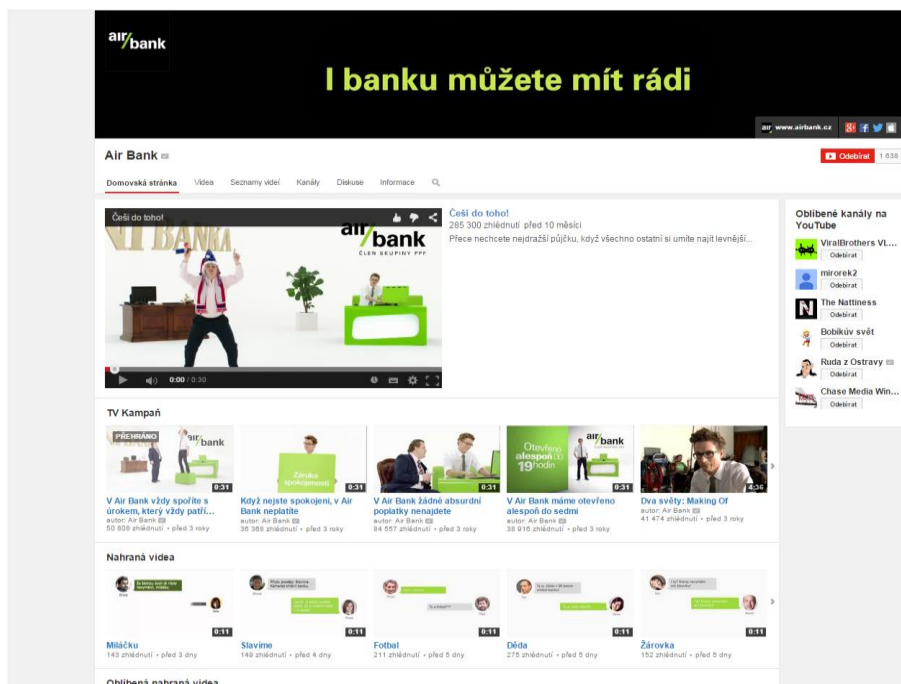 air bank
I banku můžete mít rádi
air www.airbank.cz
Air Bank
Odebírat 1 638
Domovská stránka Videa Seznamy videí Kanály Diskuse Informace
Češi do toho!
air bank
ČLEN SKUPINY PPF
0:00 / 0:30
Češi do toho!
285 300 zhlédnutí před 10 měsíci
Přece nechcete nejdražší půjčku, když všechno ostatní si umíte najít levnější...
Oblíbené kanály na
YouTube
ViralBrothers VL...
Odebírat
mirorek2
Odebírat
The Nattiness
Odebírat
Bobíkův svět
Odebírat
Ruda z Ostravy
Odebírat
Chase Media Win...
Odebírat
TV Kampaň
PŘEHRÁNO
air bank
0:31
V Air Bank vždy spoříte s
úrokem, který vždy patří...
autor: Air Bank
50 808 zhlédnutí • před 3 roky
Záruka
spokojenosti
0:31
Když nejste spokojeni, v Air
Bank neplatíte
autor: Air Bank
36 368 zhlédnutí • před 3 roky
0:31
V Air Bank žádné absurdní
poplatky nenajdete
autor: Air Bank
84 557 zhlédnutí • před 3 roky
Otevřeno
alespoň do
19 hodin
air bank
0:31
V Air Bank máme otevřeno
alespoň do sedmi
autor: Air Bank
38 916 zhlédnutí • před 3 roky
4:36
Dva světy: Making Of
autor: Air Bank
41 474 zhlédnutí • před 3 roky
Nahraná videa
0:11
Miláčku
143 zhlédnutí • před 3 dny
0:11
Slavíme
149 zhlédnutí • před 4 dny
0:11
Fotbal
211 zhlédnutí • před 5 dny
0:11
Děda
275 zhlédnutí • před 5 dny
0:11
Žárovka
152 zhlédnutí • před 5 dny
Oblíbená nahraná videa